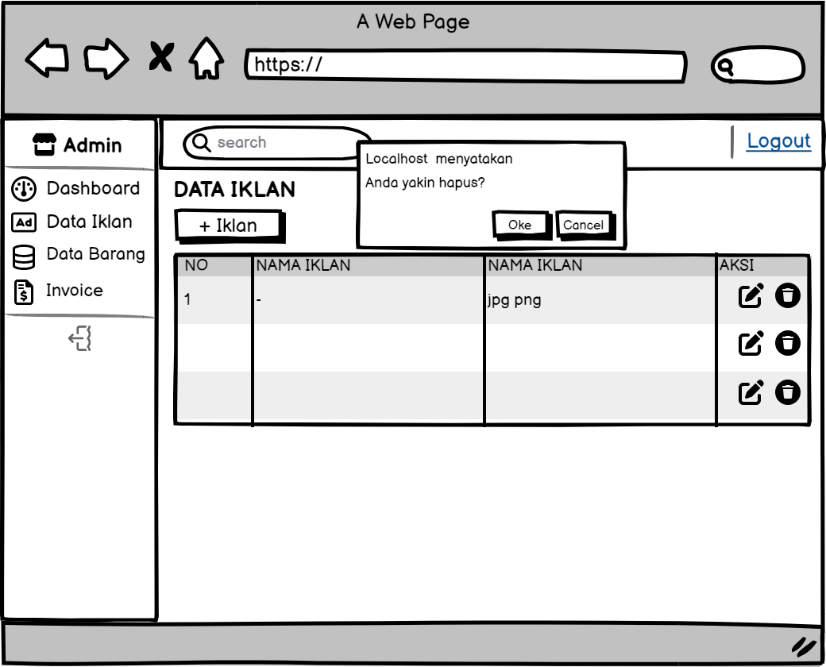 A Web Page
https://
Admin
Dashboard
Ad Data Iklan
Data Barang
$ Invoice
search
Logout
Localhost menyatakan
Anda yakin hapus?
Oke Cancel
DATA IKLAN
+ Iklan
NO NAMA IKLAN NAMA IKLAN AKSI
1 - jpg png